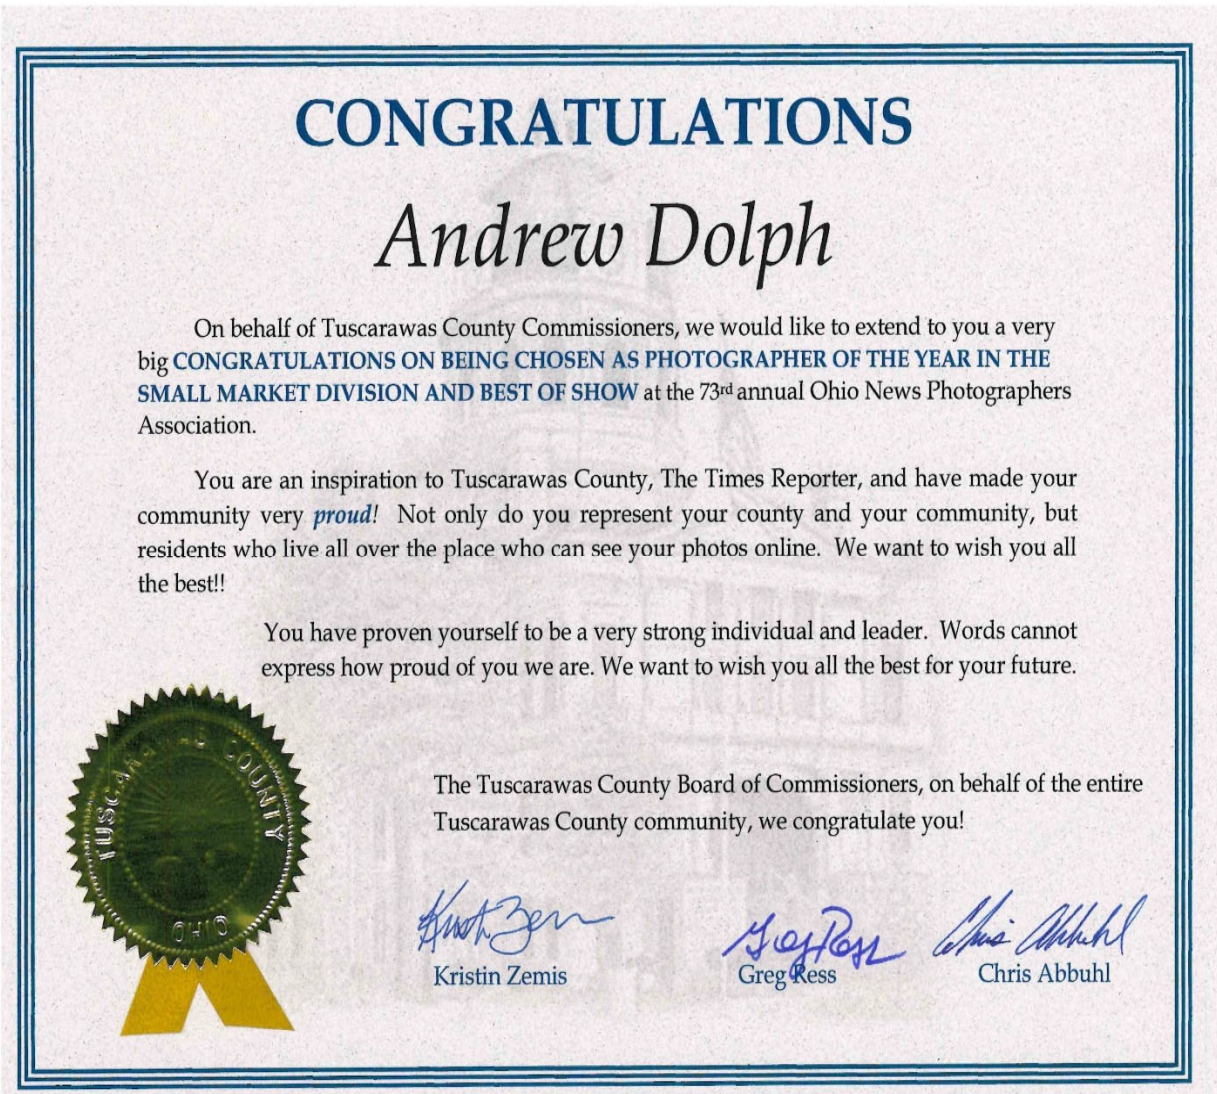 CONGRATULATIONS
Andrew Dolph
On behalf of Tuscarawas County Commissioners, we would like to extend to you a very
big CONGRATULATIONS ON BEING CHOSEN AS PHOTOGRAPHER OF THE YEAR IN THE
SMALL MARKET DIVISION AND BEST OF SHOW at the 73rd annual Ohio News Photographers
Association.
You are an inspiration to Tuscarawas County, The Times Reporter, and have made your
community very proud! Not only do you represent your county and your community, but
residents who live all over the place who can see your photos online. We want to wish you all
the best!!
You have proven yourself to be a very strong individual and leader. Words cannot
express how proud of you we are. We want to wish you all the best for your future.
TUSCARAWAS COUNTY
OHIO
The Tuscarawas County Board of Commissioners, on behalf of the entire
Tuscarawas County community, we congratulate you!
Greg Ress
Chris Abbuhl
Kristin Zemis
Greg Ress
Chris Abbuhl